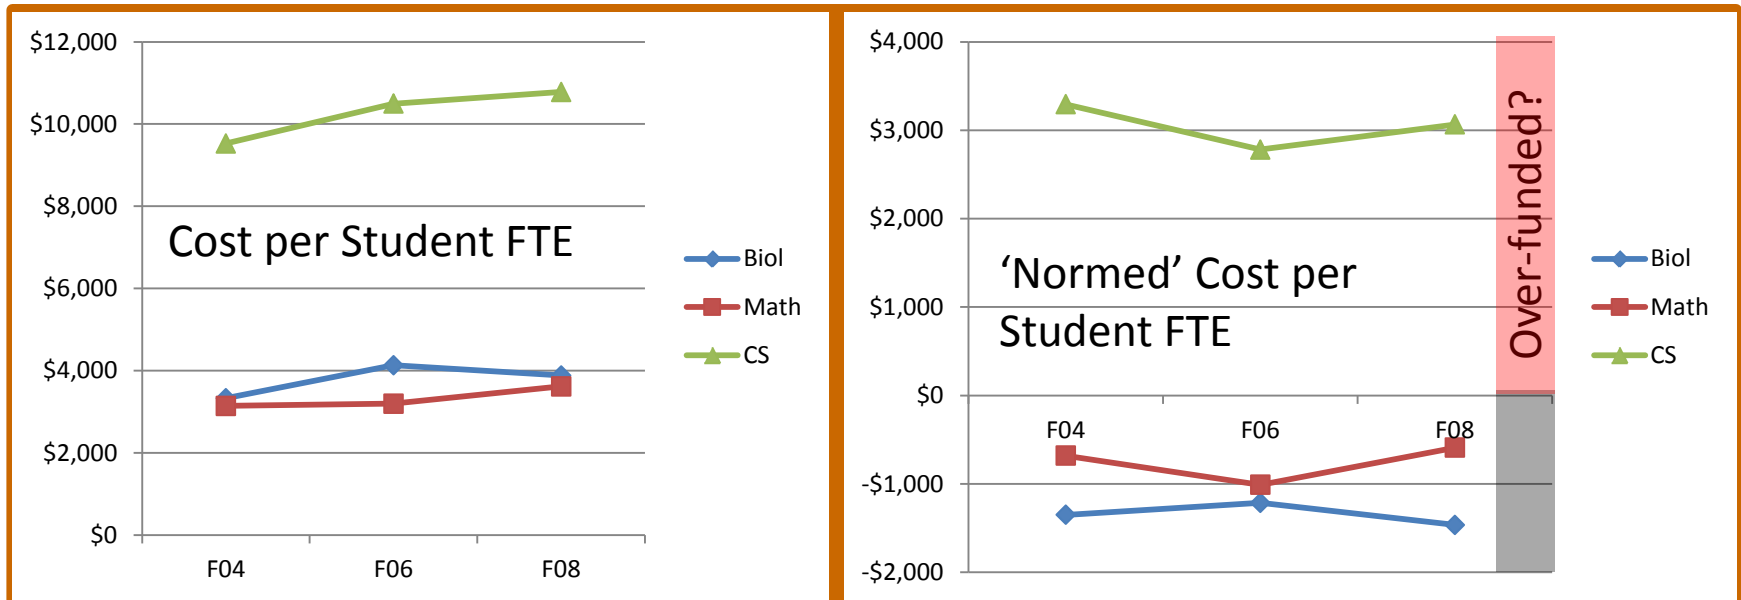 $12,000
$10,000
$8,000
$6,000
$4,000
$2,000
$0
F04 F06 F08
Cost per Student FTE
Biol
Math
CS
$4,000
$3,000
$2,000
$1,000
$0
-$1,000
-$2,000
F04 F06 F08
‘Normed’ Cost per
Student FTE
Over-funded?
Biol
Math
CS